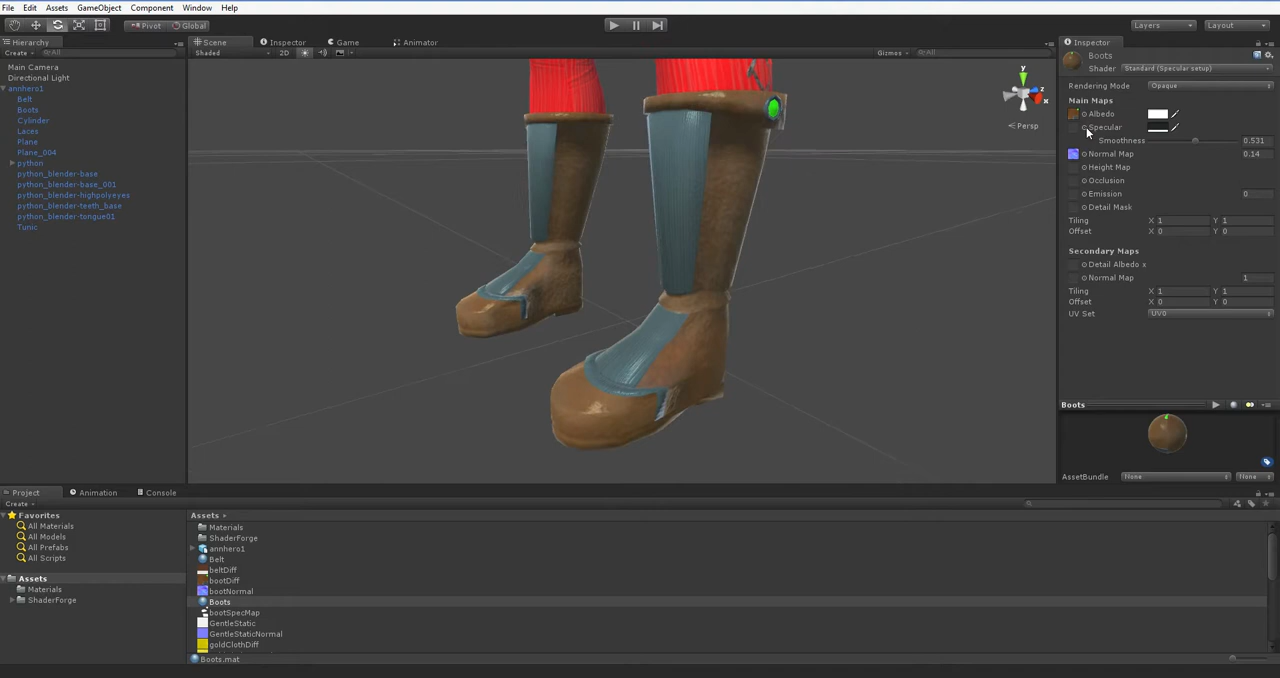 File Edit Assets GameObject Component Window Help
Pivot Global Layers Layout
Hierarchy
Create All
Main Camera
Directional Light
annhero1
Belt
Boots
Cylinder
Laces
Plane
Plane_004
python
python_blender-base
python_blender-base_001
python_blender-highpolyeyes
python_blender-teeth_base
python_blender-tongue01
Tunic
Scene Inspector Game Animator
Shaded 2D Gizmos All
y
z
x
Persp
Inspector
Boots
Shader Standard (Specular setup)
Rendering Mode Opaque
Main Maps
Albedo
Specular
Smoothness 0.531
Normal Map 0.14
Height Map
Occlusion
Emission 0
Detail Mask
Tiling X 1 Y 1
Offset X 0 Y 0
Secondary Maps
Detail Albedo x
Normal Map 1
Tiling X 1 Y 1
Offset X 0 Y 0
UV Set UV0
Boots
AssetBundle None None
Project Animation Console
Create
Favorites
All Materials
All Models
All Prefabs
All Scripts
Assets
Materials
ShaderForge
Assets
Materials
ShaderForge
annhero1
Belt
beltDiff
bootDiff
bootNormal
Boots
bootSpecMap
GentleStatic
GentleStaticNormal
goldClothDiff
Boots.mat